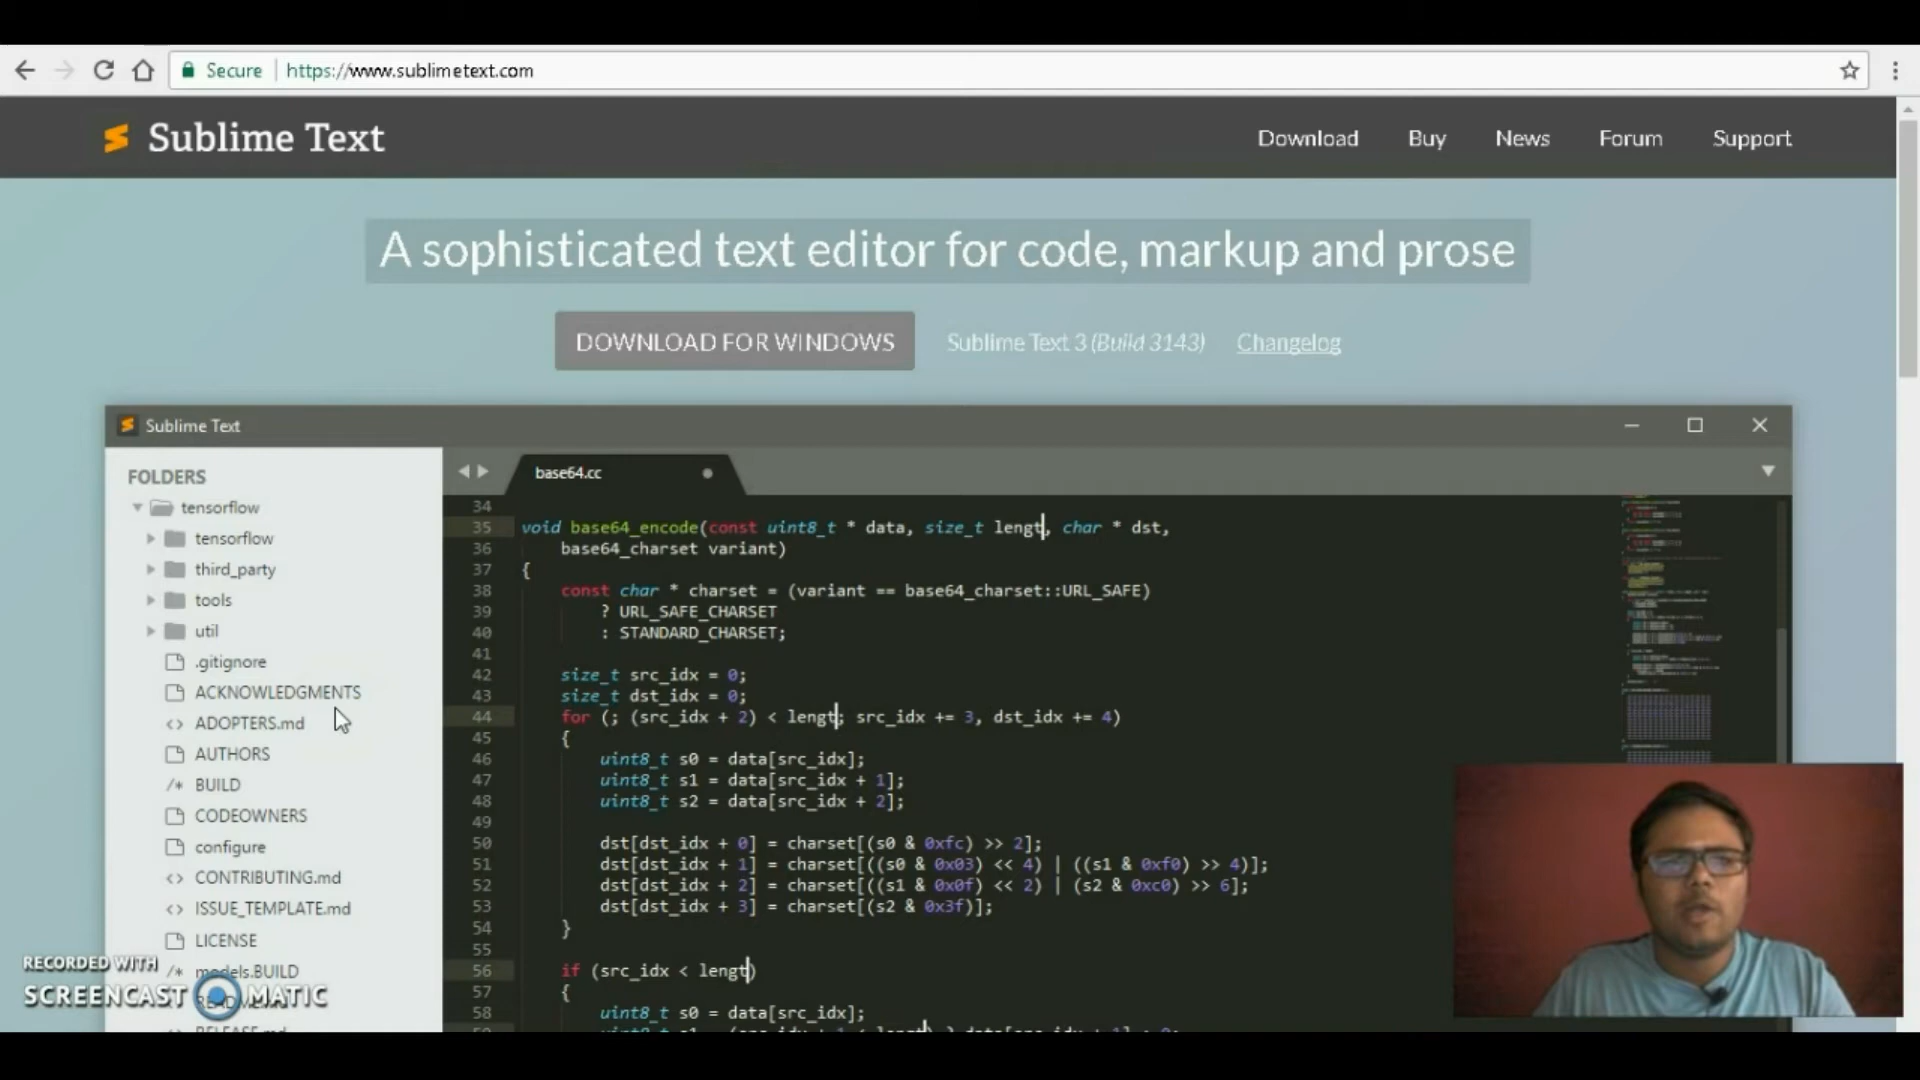 Secure https://www.sublimetext.com
Sublime Text Download Buy News Forum Support
A sophisticated text editor for code, markup and prose
DOWNLOAD FOR WINDOWS Sublime Text 3 (Build 3143) Changelog
Sublime Text
FOLDERS
tensorflow
tensorflow
third_party
tools
util
.gitignore
ACKNOWLEDGMENTS
<> ADOPTERS.md
AUTHORS
/* BUILD
CODEOWNERS
configure
<> CONTRIBUTING.md
<> ISSUE_TEMPLATE.md
LICENSE
/* models.BUILD
base64.cc
34
35 void base64_encode(const uint8_t * data, size_t lengt, char * dst,
36 base64_charset variant)
37 {
38 const char * charset = (variant == base64_charset::URL_SAFE)
39 ? URL_SAFE_CHARSET
40 : STANDARD_CHARSET;
41
42 size_t src_idx = 0;
43 size_t dst_idx = 0;
44 for (; (src_idx + 2) < lengt; src_idx += 3, dst_idx += 4)
45 {
46 uint8_t s0 = data[src_idx];
47 uint8_t s1 = data[src_idx + 1];
48 uint8_t s2 = data[src_idx + 2];
49
50 dst[dst_idx + 0] = charset[(s0 & 0xfc) >> 2];
51 dst[dst_idx + 1] = charset[((s0 & 0x03) << 4) | ((s1 & 0xf0) >> 4)];
52 dst[dst_idx + 2] = charset[((s1 & 0x0f) << 2) | (s2 & 0xc0) >> 6];
53 dst[dst_idx + 3] = charset[(s2 & 0x3f)];
54 }
55
56 if (src_idx < lengt)
57 {
58 uint8_t s0 = data[src_idx];
RECORDED WITH
SCREENCAST MATIC